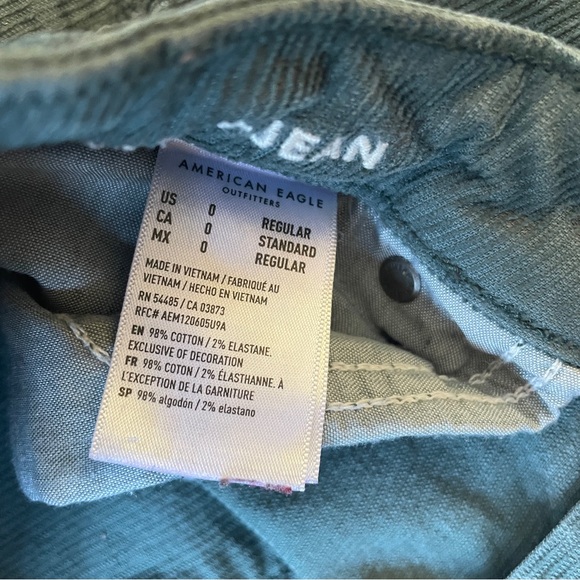 JEAN
AMERICAN EAGLE
OUTFITTERS
US 0 REGULAR
CA 0 STANDARD
MX 0 REGULAR
MADE IN VIETNAM / FABRIQUÉ AU
VIETNAM / HECHO EN VIETNAM
RN 54485 / CA 03873
RFC# AEM120605U9A
EN 98% COTTON / 2% ELASTANE.
EXCLUSIVE OF DECORATION
FR 98% COTON / 2% ÉLASTHANNE. À
L'EXCEPTION DE LA GARNITURE
SP 98% algodón / 2% elastano